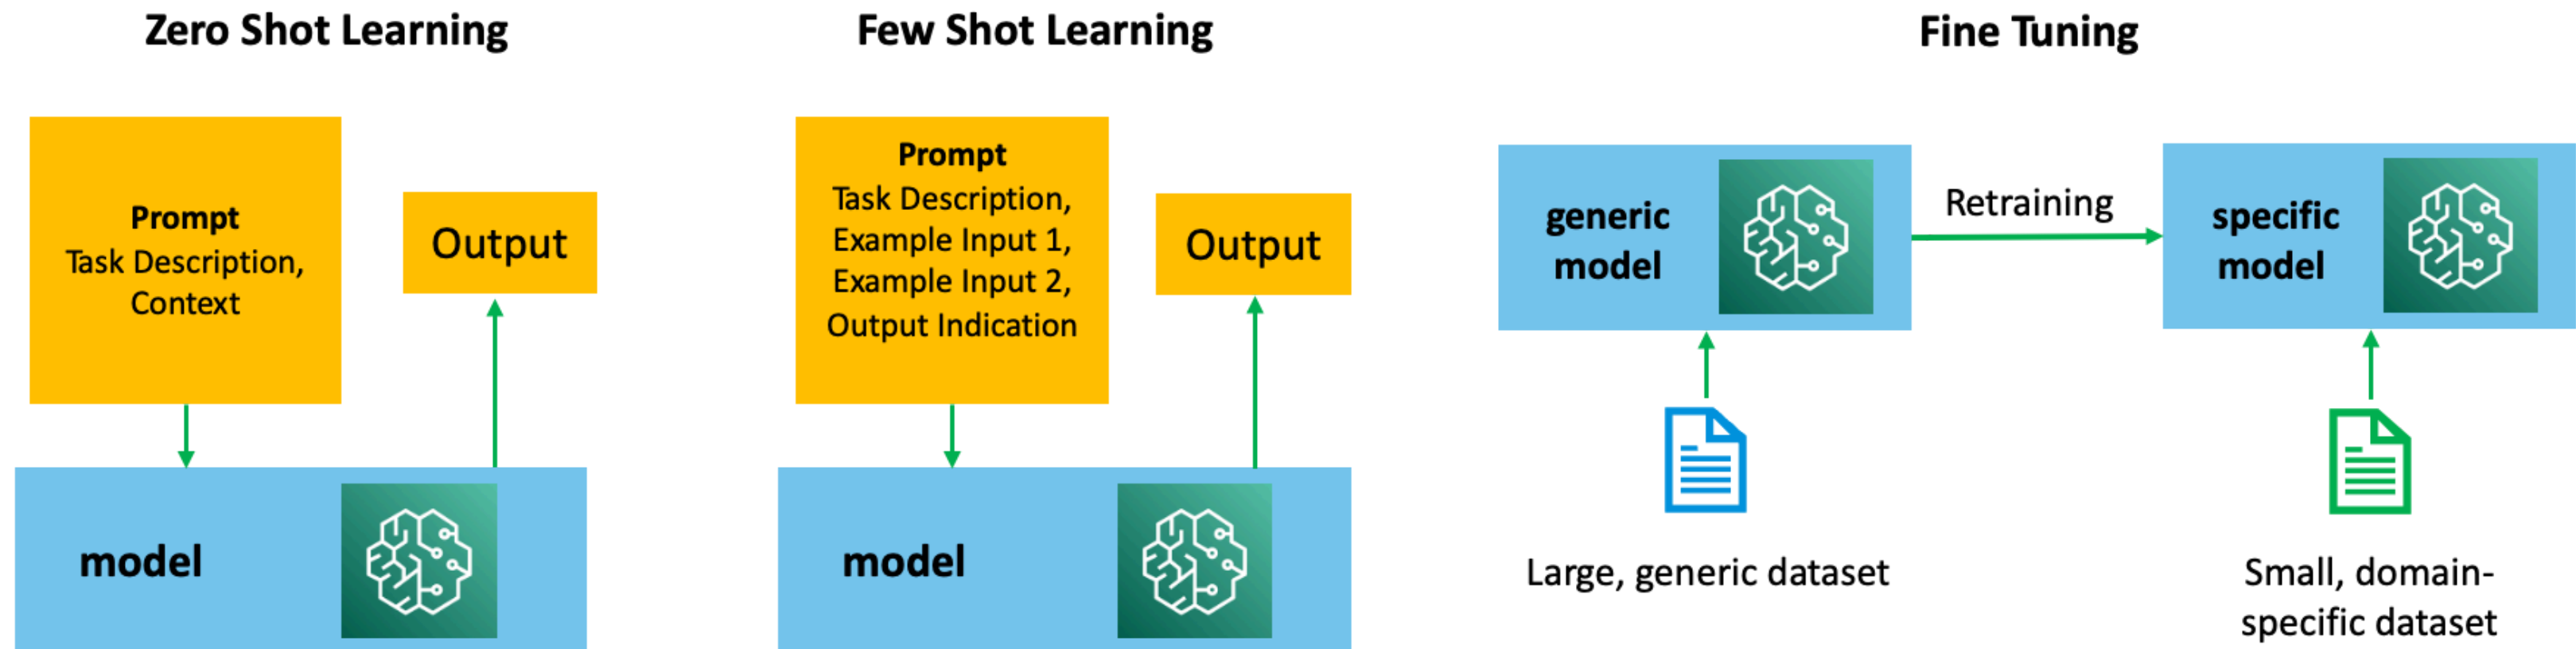 Zero Shot Learning
Prompt
Task Description,
Context
Output
model
Few Shot Learning
Prompt
Task Description,
Example Input 1,
Example Input 2,
Output Indication
Output
model
Fine Tuning
generic
model
Retraining
specific
model
Large, generic dataset
Small, domain-
specific dataset